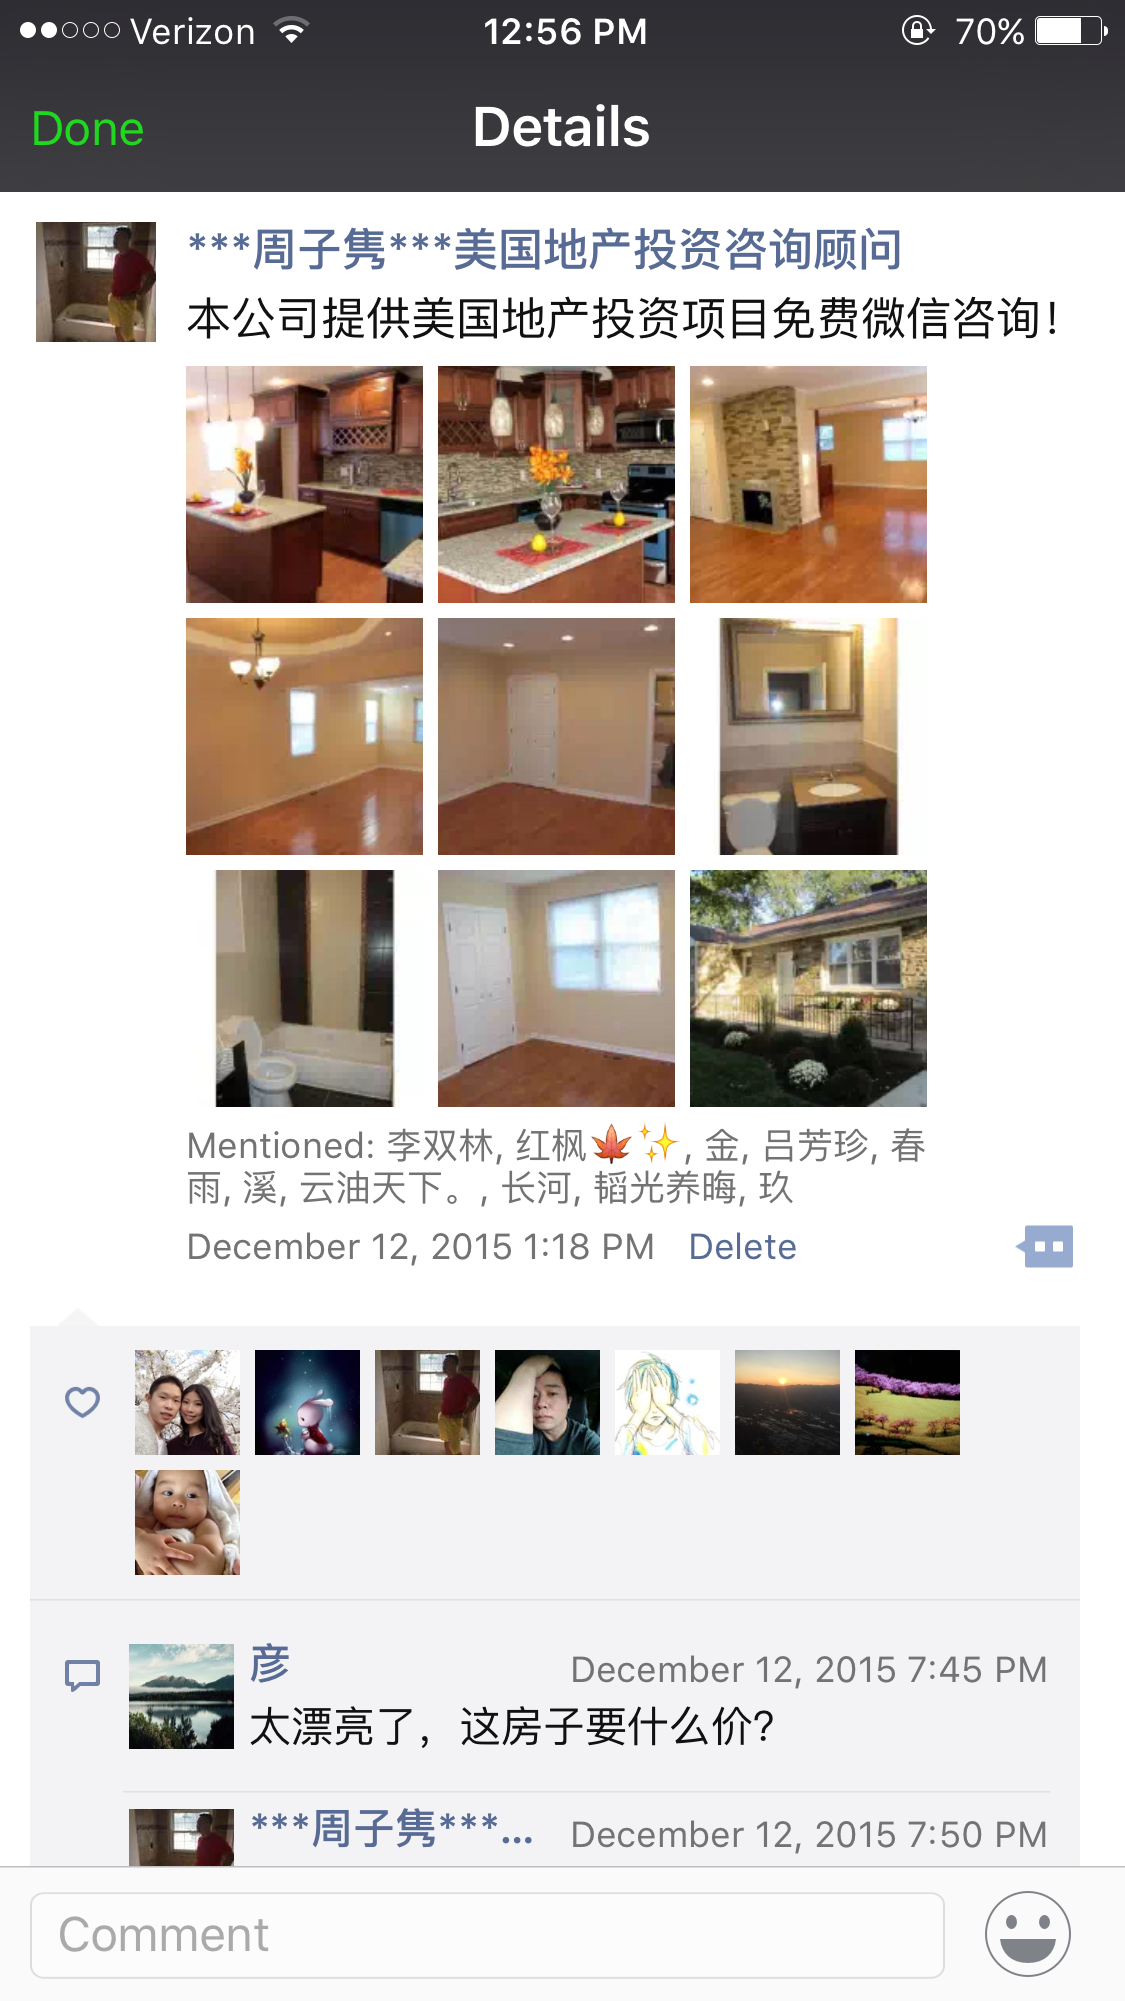 Verizon 12:56 PM 70%
Done Details
***周子隽***美国地产投资咨询顾问
本公司提供美国地产投资项目免费微信咨询！
Mentioned: 李双林, 红枫🍁✨, 金, 吕芳珍, 春
雨, 溪, 云油天下。, 长河, 韬光养晦, 玖
December 12, 2015 1:18 PM Delete
彦 December 12, 2015 7:45 PM
太漂亮了，这房子要什么价?
***周子隽***... December 12, 2015 7:50 PM
Comment